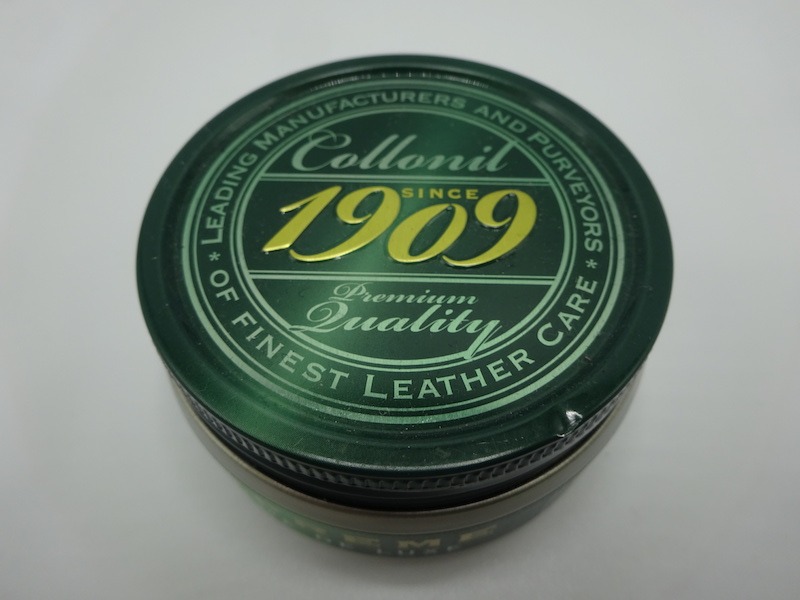 LEADING MANUFACTURERS AND PURVEYORS
Collonil
SINCE
1909
Premium
Quality
* OF FINEST LEATHER CARE *